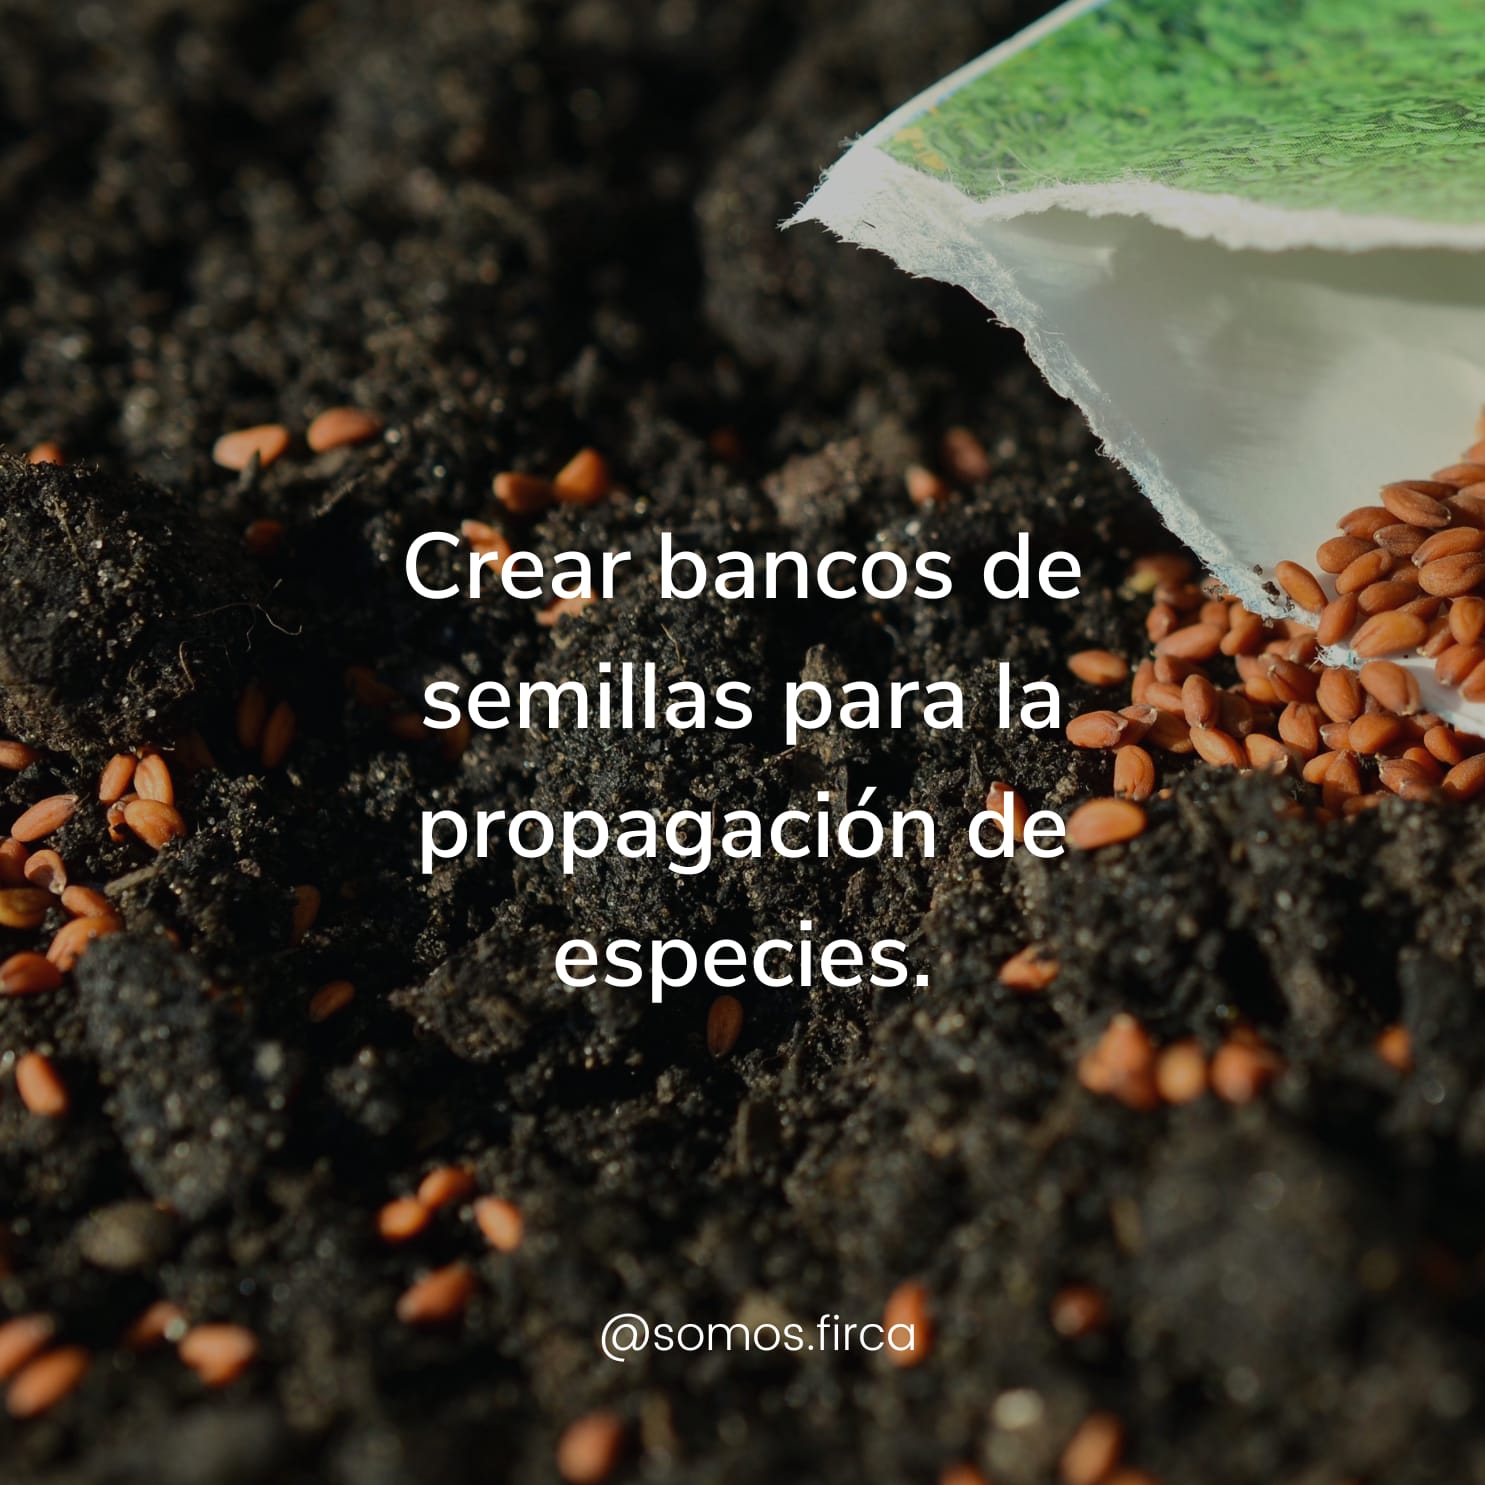 Crear bancos de
semillas para la
propagación de
especies.
@somos.firca